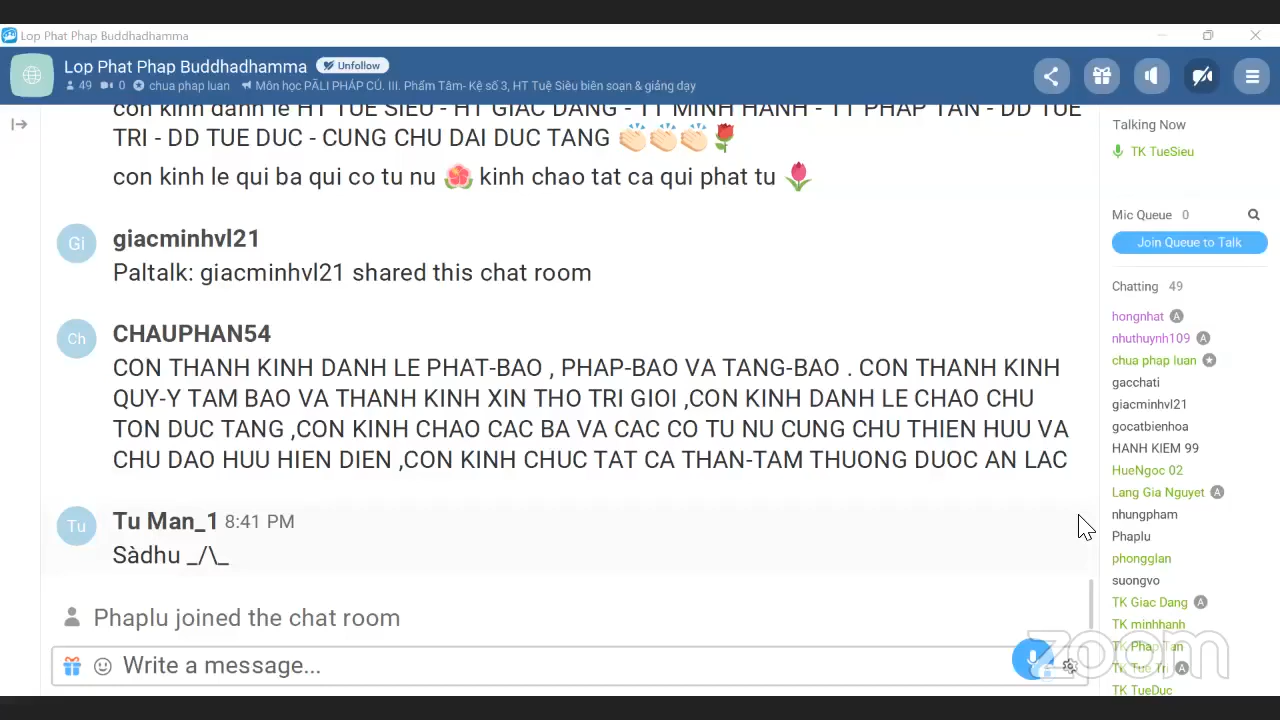 Lop Phat Phap Buddhadhamma
Lop Phat Phap Buddhadhamma Unfollow
49 0 chua phap luan Môn học PĀLI PHÁP CÚ. III. Phẩm Tâm- Kệ số 3, HT Tuệ Siêu biên soạn & giảng dạy
con kinh danh le HT TUE SIEU - HT GIAC DANG - TT MINH HANH - TT PHAP TAN - DD TUE
TRI - DD TUE DUC - CUNG CHU DAI DUC TANG 👏🏻👏🏻👏🏻🌹
con kinh le qui ba qui co tu nu 🌺 kinh chao tat ca qui phat tu 🌷
Gi giacminhvl21
Paltalk: giacminhvl21 shared this chat room
Ch CHAUPHAN54
CON THANH KINH DANH LE PHAT-BAO , PHAP-BAO VA TANG-BAO . CON THANH KINH
QUY-Y TAM BAO VA THANH KINH XIN THO TRI GIOI ,CON KINH DANH LE CHAO CHU
TON DUC TANG ,CON KINH CHAO CAC BA VA CAC CO TU NU CUNG CHU THIEN HUU VA
CHU DAO HUU HIEN DIEN ,CON KINH CHUC TAT CA THAN-TAM THUONG DUOC AN LAC
Tu Tu Man_1 8:41 PM
Sàdhu _/\_
Phaplu joined the chat room
Write a message...
Talking Now
TK TueSieu
Mic Queue 0
Join Queue to Talk
Chatting 49
hongnhat A
nhuthuynh109 A
chua phap luan
gacchati
giacminhvl21
gocatbienhoa
HANH KIEM 99
HueNgoc 02
Lang Gia Nguyet A
nhungpham
Phaplu
phongglan
suongvo
TK Giac Dang A
TK minhhanh
TK Phap Tan
TK Tue Tri A
TK TueDuc
zoom